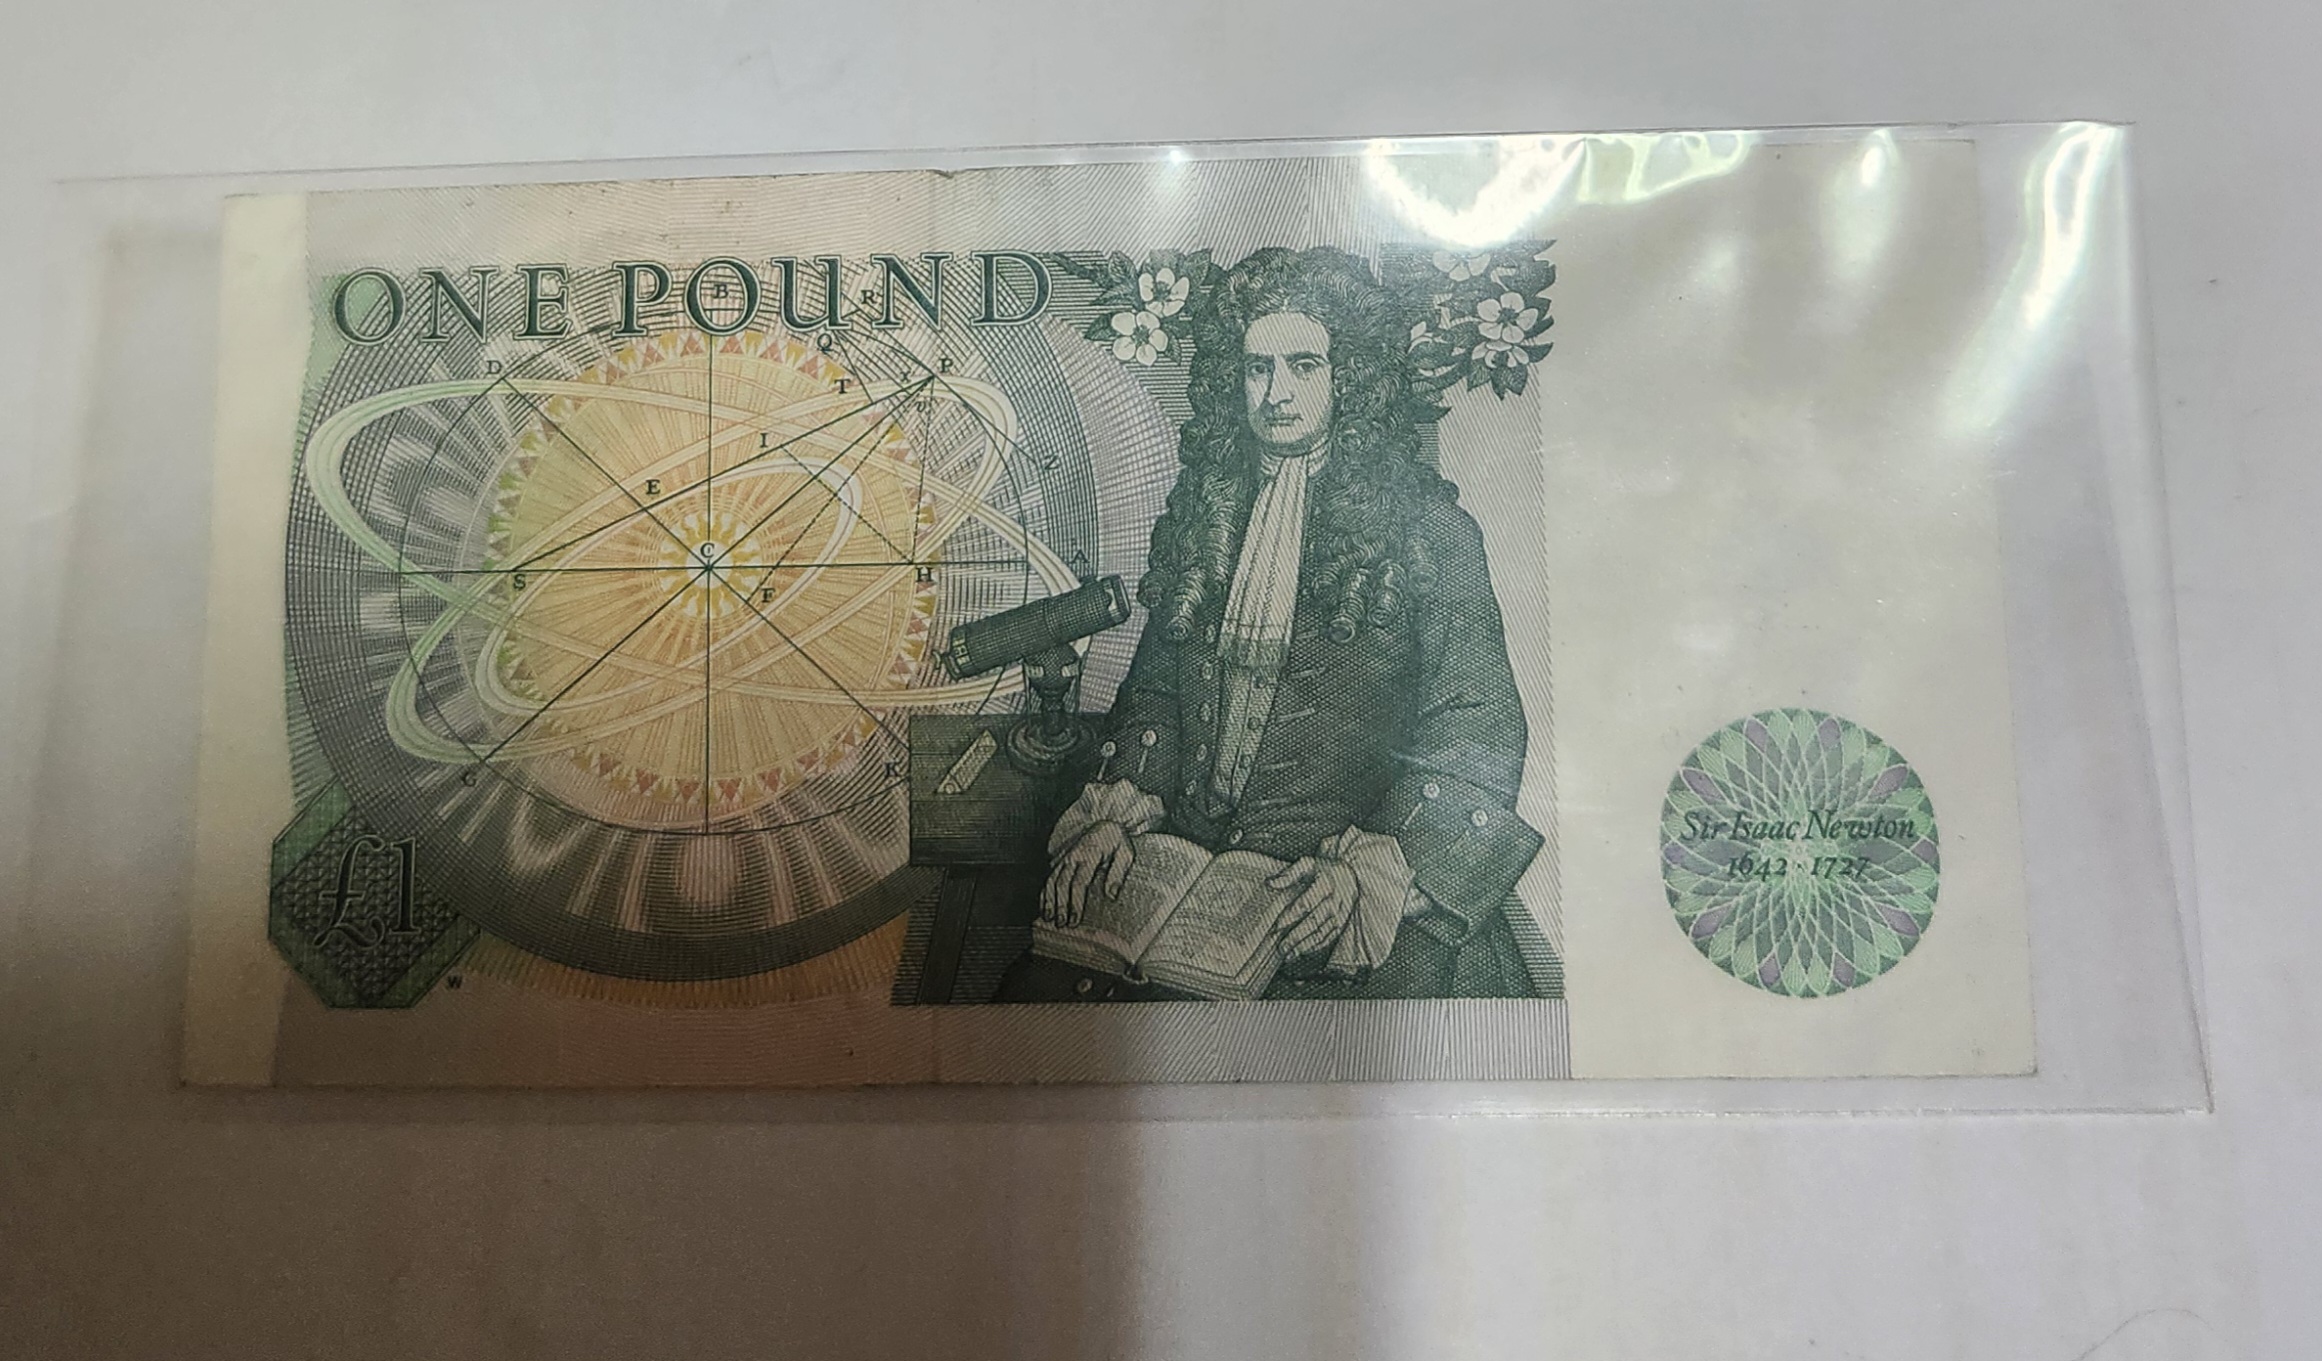 ONE POUND
B
R
Q
D
P
x
T
v
I
Z
E
C
A
S
H
F
G
K
£1
W
Sir Isaac Newton
1642 · 1727